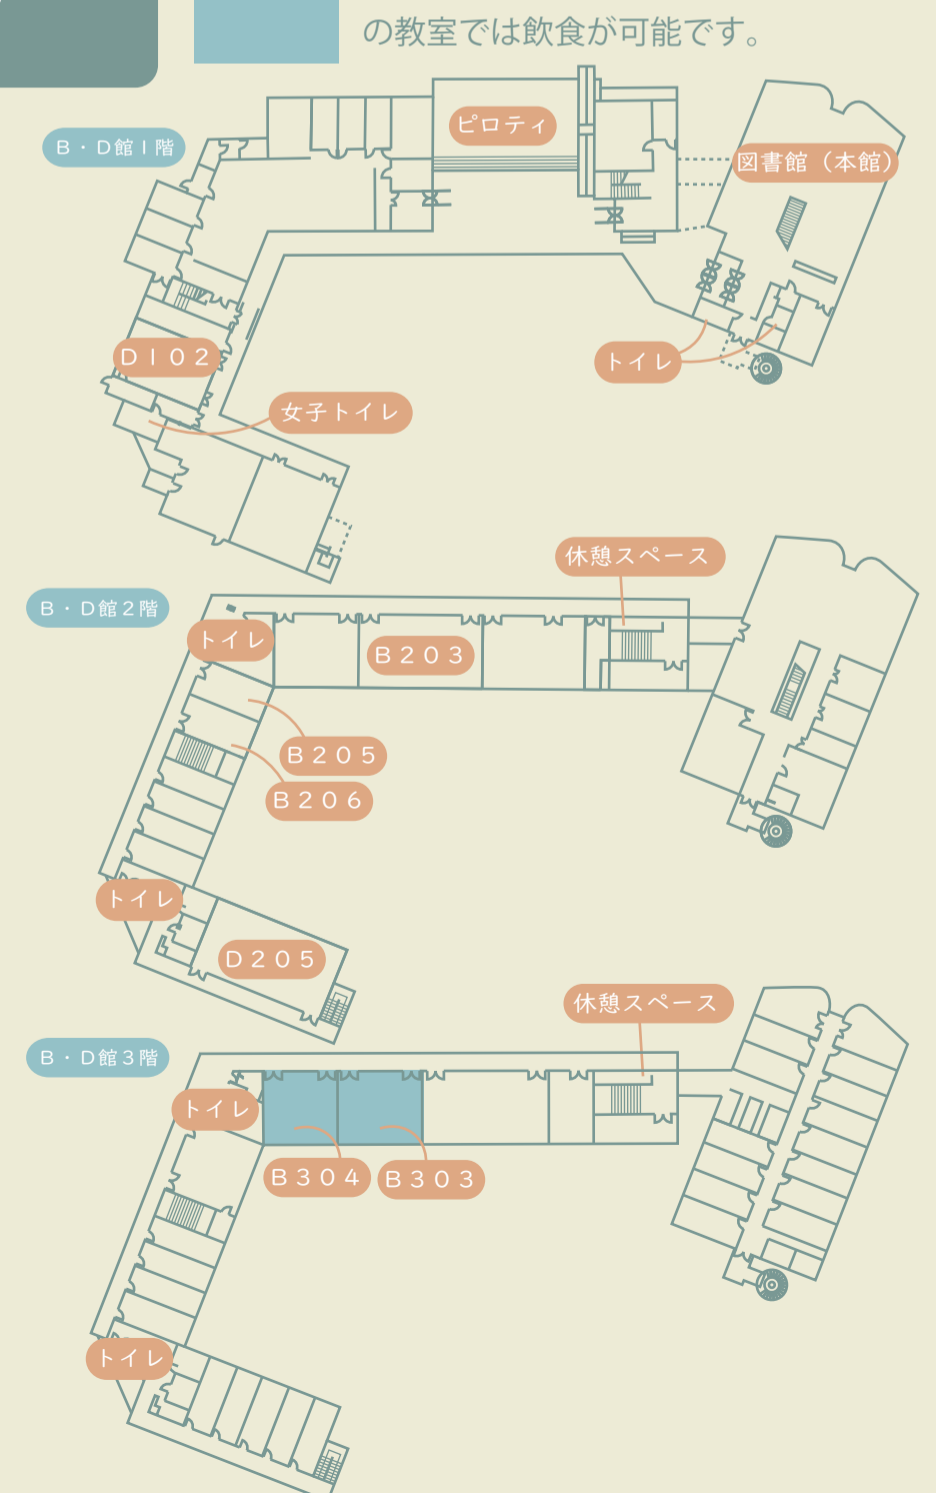 の教室では飲食が可能です。
B・D館1階
ピロティ
図書館（本館）
D102
トイレ
女子トイレ
休憩スペース
B・D館2階
トイレ
B203
B205
B206
トイレ
D205
休憩スペース
B・D館3階
トイレ
B304
B303
トイレ